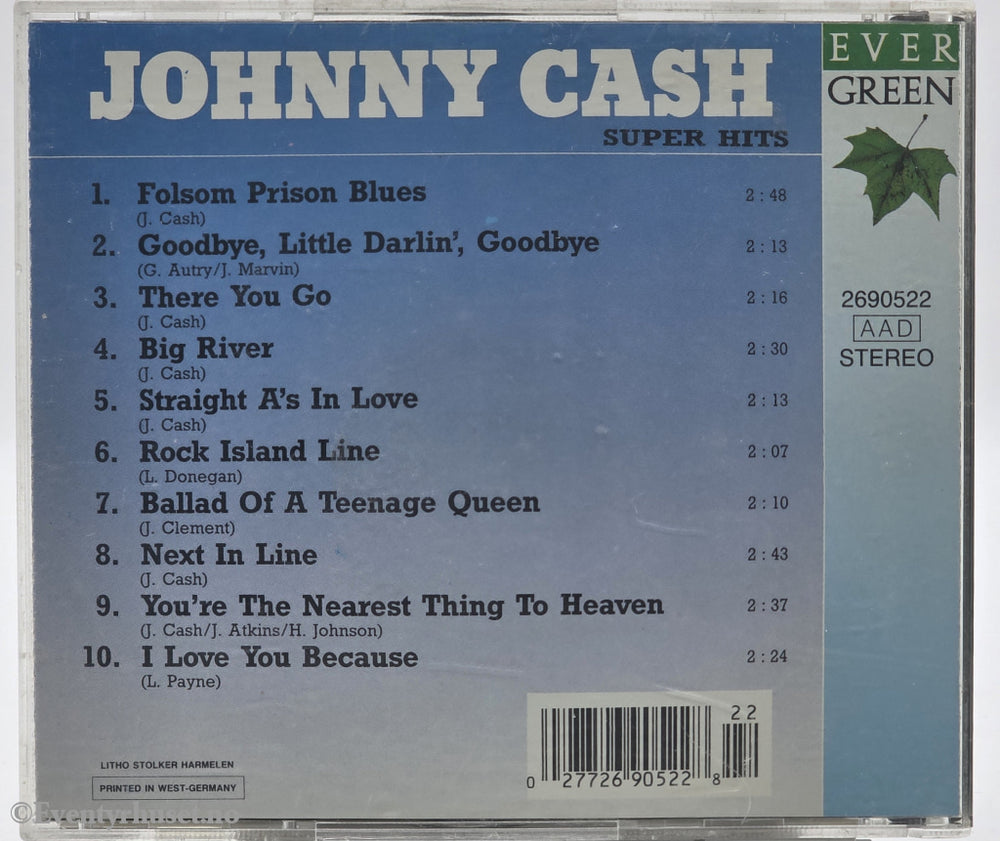 JOHNNY CASH
SUPER HITS
EVER
GREEN
1. Folsom Prison Blues 2:48
(J. Cash)
2. Goodbye, Little Darlin', Goodbye 2:13
(G. Autry/J. Marvin)
3. There You Go 2:16
(J. Cash)
4. Big River 2:30
(J. Cash)
5. Straight A's In Love 2:13
(J. Cash)
6. Rock Island Line 2:07
(L. Donegan)
7. Ballad Of A Teenage Queen 2:10
(J. Clement)
8. Next In Line 2:43
(J. Cash)
9. You're The Nearest Thing To Heaven 2:37
(J. Cash/J. Atkins/H. Johnson)
10. I Love You Because 2:24
(L. Payne)
2690522
AAD
STEREO
22
0 27726 90522 8
LITHO STOLKER HARMELEN
PRINTED IN WEST-GERMANY
©Eventyrhuset.no